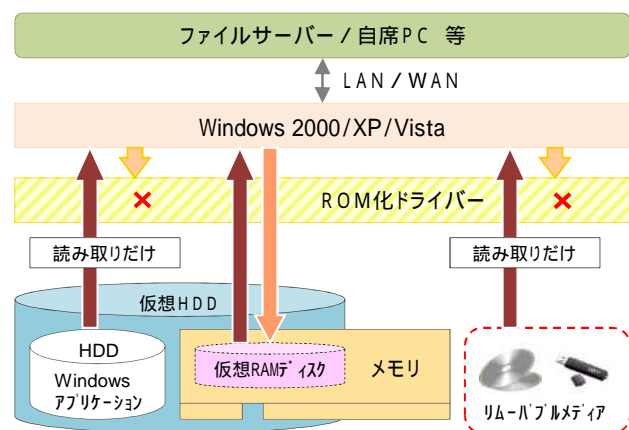 ファイルサーバー / 自席PC 等
LAN / WAN
Windows 2000/XP/Vista
ROM化ドライバー
読み取りだけ
読み取りだけ
仮想HDD
HDD
Windows
アプリケーション
仮想RAMディスク
メモリ
リムーバブルメディア